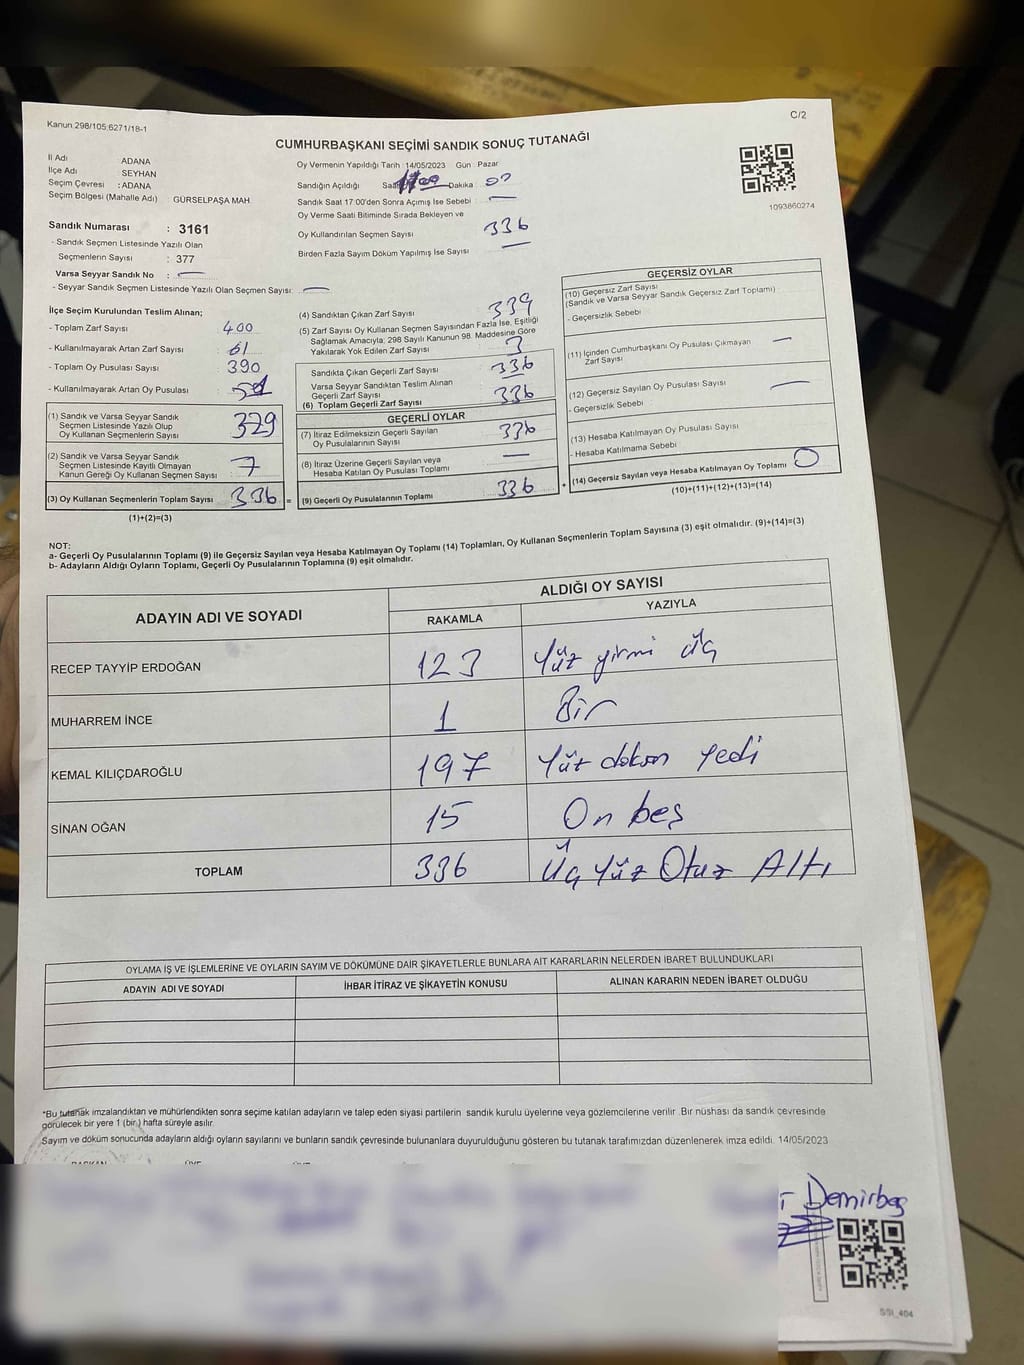 Kanun 298/105;6271/18-1
C/2
CUMHURBAŞKANI SEÇİMİ SANDIK SONUÇ TUTANAĞI
İl Adı ADANA
İlçe Adı SEYHAN
Seçim Çevresi : ADANA
Seçim Bölgesi (Mahalle Adı) : GÜRSELPAŞA MAH
Sandık Numarası : 3161
- Sandık Seçmen Listesinde Yazılı Olan
Seçmenlerin Sayısı : 377
Varsa Seyyar Sandık No : —
- Seyyar Sandık Seçmen Listesinde Yazılı Olan Seçmen Sayısı: —
Oy Vermenin Yapıldığı Tarih : 14/05/2023 Gün : Pazar
Sandığın Açıldığı Saat Dakika :
Sandık Saat 17:00'den Sonra Açımış İse Sebebi —
Oy Verme Saati Bitiminde Sırada Bekleyen ve
Oy Kullandırılan Seçmen Sayısı 336
Birden Fazla Sayım Döküm Yapılmış İse Sayısı —
1093860274
İlçe Seçim Kurulundan Teslim Alınan;
- Toplam Zarf Sayısı : 400
- Kullanılmayarak Artan Zarf Sayısı : 61
- Toplam Oy Pusulası Sayısı : 390
- Kullanılmayarak Artan Oy Pusulası :
(1) Sandık ve Varsa Seyyar Sandık
Seçmen Listesinde Yazılı Olup
Oy Kullanan Seçmenlerin Sayısı : 329
(2) Sandık ve Varsa Seyyar Sandık
Seçmen Listesinde Kayıtlı Olmayan
Kanun Gereği Oy Kullanan Seçmen Sayısı : 7
(3) Oy Kullanan Seçmenlerin Toplam Sayısı : 336 =
(1)+(2)=(3)
(4) Sandıktan Çıkan Zarf Sayısı 339
(5) Zarf Sayısı Oy Kullanan Seçmen Sayısından Fazla İse, Eşitliği
Sağlamak Amacıyla; 298 Sayılı Kanunun 98. Maddesine Göre
Yakılarak Yok Edilen Zarf Sayısı 3
Sandıkta Çıkan Geçerli Zarf Sayısı 336
Varsa Seyyar Sandıktan Teslim Alınan
Geçerli Zarf Sayısı —
(6) Toplam Geçerli Zarf Sayısı 336
GEÇERLİ OYLAR
(7) İtiraz Edilmeksizin Geçerli Sayılan
Oy Pusulalarının Sayısı : 336
(8) İtiraz Üzerine Geçerli Sayılan veya
Hesaba Katılan Oy Pusulası Toplamı : —
(9) Geçerli Oy Pusulalarının Toplamı : 336 +
GEÇERSİZ OYLAR
(10) Geçersiz Zarf Sayısı
(Sandık ve Varsa Seyyar Sandık Geçersiz Zarf Toplamı)
- Geçersizlik Sebebi :
(11) İçinden Cumhurbaşkanı Oy Pusulası Çıkmayan
Zarf Sayısı —
(12) Geçersiz Sayılan Oy Pusulası Sayısı —
- Geçersizlik Sebebi :
(13) Hesaba Katılmayan Oy Pusulası Sayısı
- Hesaba Katılmama Sebebi :
(14) Geçersiz Sayılan veya Hesaba Katılmayan Oy Toplamı 0
(10)+(11)+(12)+(13)=(14)
NOT:
a- Geçerli Oy Pusulalarının Toplamı (9) ile Geçersiz Sayılan veya Hesaba Katılmayan Oy Toplamı (14) Toplamları, Oy Kullanan Seçmenlerin Toplam Sayısına (3) eşit olmalıdır. (9)+(14)=(3)
b- Adayların Aldığı Oyların Toplamı, Geçerli Oy Pusulalarının Toplamına (9) eşit olmalıdır.
ADAYIN ADI VE SOYADI ALDIĞI OY SAYISI
RAKAMLA YAZIYLA
RECEP TAYYİP ERDOĞAN 123 Yüz yirmi üç
MUHARREM İNCE 1 Bir
KEMAL KILIÇDAROĞLU 197 Yüz doksan yedi
SİNAN OĞAN 15 On beş
TOPLAM 336 Üç Yüz Otuz Altı
OYLAMA İŞ VE İŞLEMLERİNE VE OYLARIN SAYIM VE DÖKÜMÜNE DAİR ŞİKAYETLERLE BUNLARA AİT KARARLARIN NELERDEN İBARET BULUNDUKLARI
ADAYIN ADI VE SOYADI İHBAR İTİRAZ VE ŞİKAYETİN KONUSU ALINAN KARARIN NEDEN İBARET OLDUĞU
*Bu tutanak imzalandıktan ve mühürlendikten sonra seçime katılan adayların ve talep eden siyasi partilerin sandık kurulu üyelerine veya gözlemcilerine verilir. Bir nüshası da sandık çevresinde
görülecek bir yere 1 (bir) hafta süreyle asılır.
Sayım ve döküm sonucunda adayların aldığı oyların sayılarını ve bunların sandık çevresinde bulunanlara duyurulduğunu gösteren bu tutanak tarafımızdan düzenlenerek imza edildi. 14/05/2023
Demirbeş
SSİ_404